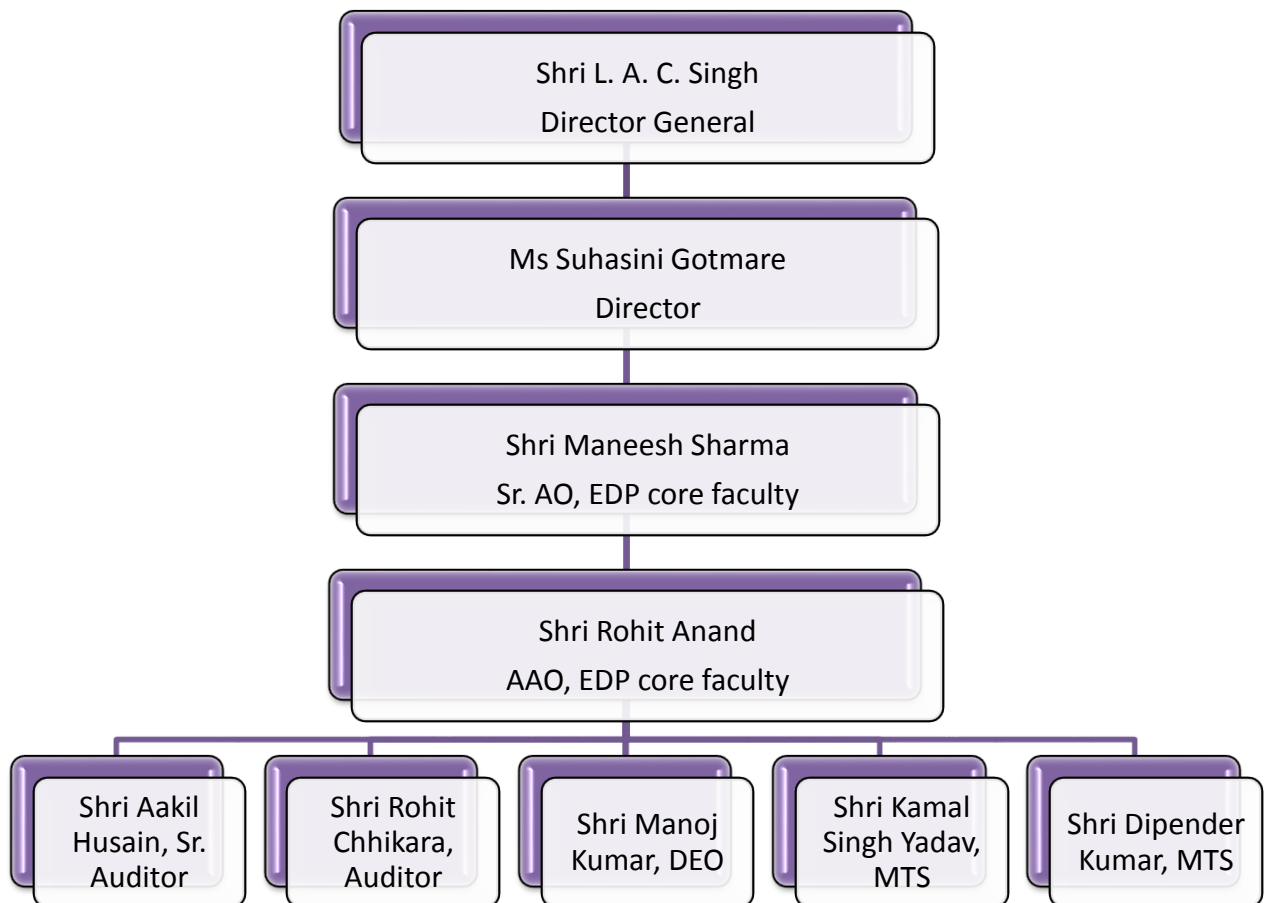 Shri L. A. C. Singh
Director General
Ms Suhasini Gotmare
Director
Shri Maneesh Sharma
Sr. AO, EDP core faculty
Shri Rohit Anand
AAO, EDP core faculty
Shri Aakil
Husain, Sr.
Auditor
Shri Rohit
Chhikara,
Auditor
Shri Manoj
Kumar, DEO
Shri Kamal
Singh Yadav,
MTS
Shri Dipender
Kumar, MTS